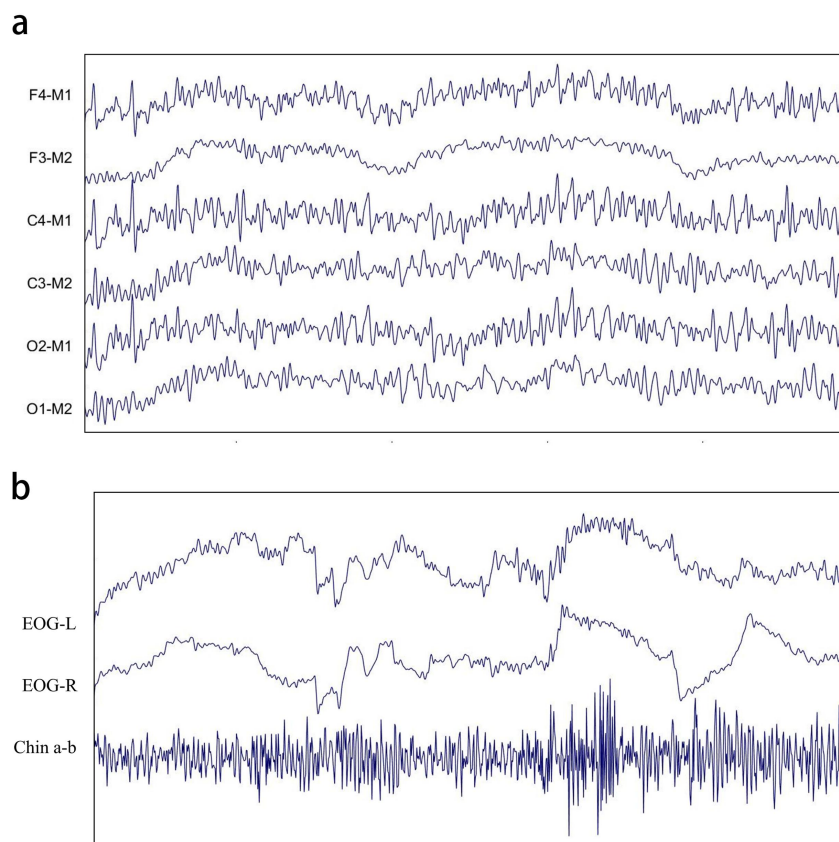 a
F4-M1
F3-M2
C4-M1
C3-M2
O2-M1
O1-M2
b
EOG-L
EOG-R
Chin a-b